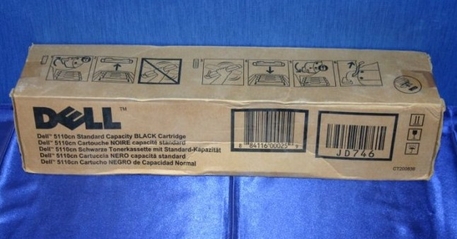 DELL™
Dell™ 5110cn Standard Capacity BLACK Cartridge
Dell™ 5110cn Cartouche NOIRE capacité standard
Dell™ 5110cn Schwarze Tonerkassette mit Standard-Kapazität
Dell™ 5110cn Cartuccia NERO capacità standard
Dell™ 5110cn Cartucho NEGRO de Capacidad Normal
JD746